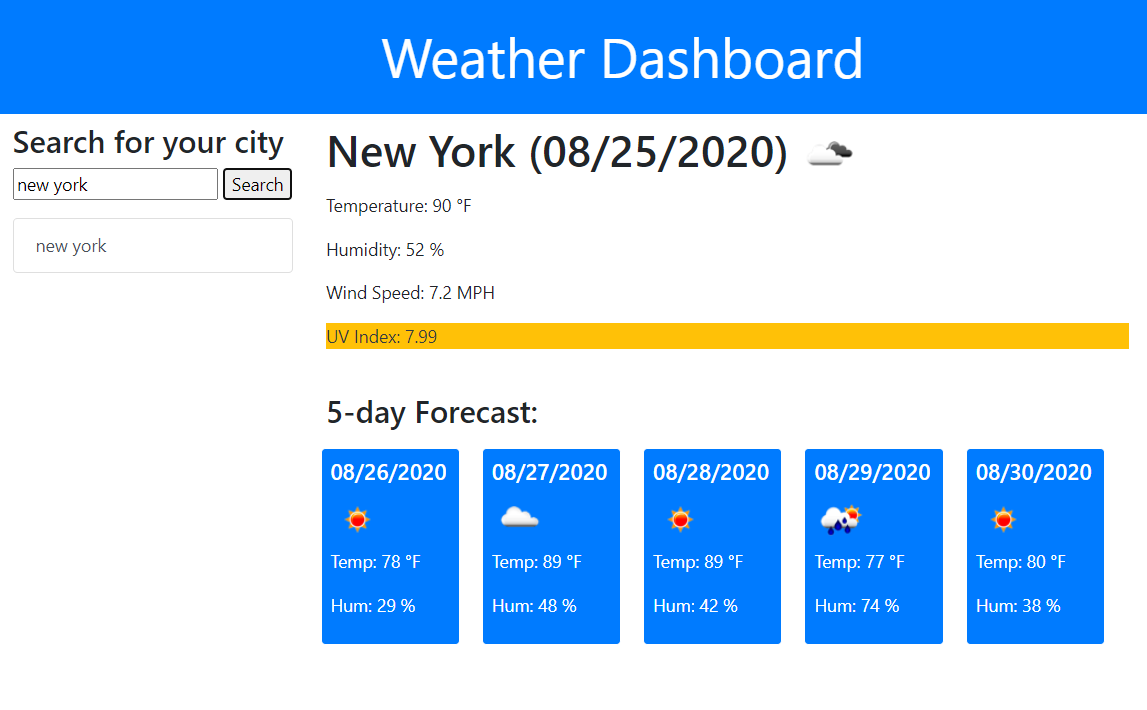 Weather Dashboard
Search for your city
new york
Search
new york
New York (08/25/2020)
Temperature: 90 °F
Humidity: 52 %
Wind Speed: 7.2 MPH
UV Index: 7.99
5-day Forecast:
08/26/2020
Temp: 78 °F
Hum: 29 %
08/27/2020
Temp: 89 °F
Hum: 48 %
08/28/2020
Temp: 89 °F
Hum: 42 %
08/29/2020
Temp: 77 °F
Hum: 74 %
08/30/2020
Temp: 80 °F
Hum: 38 %